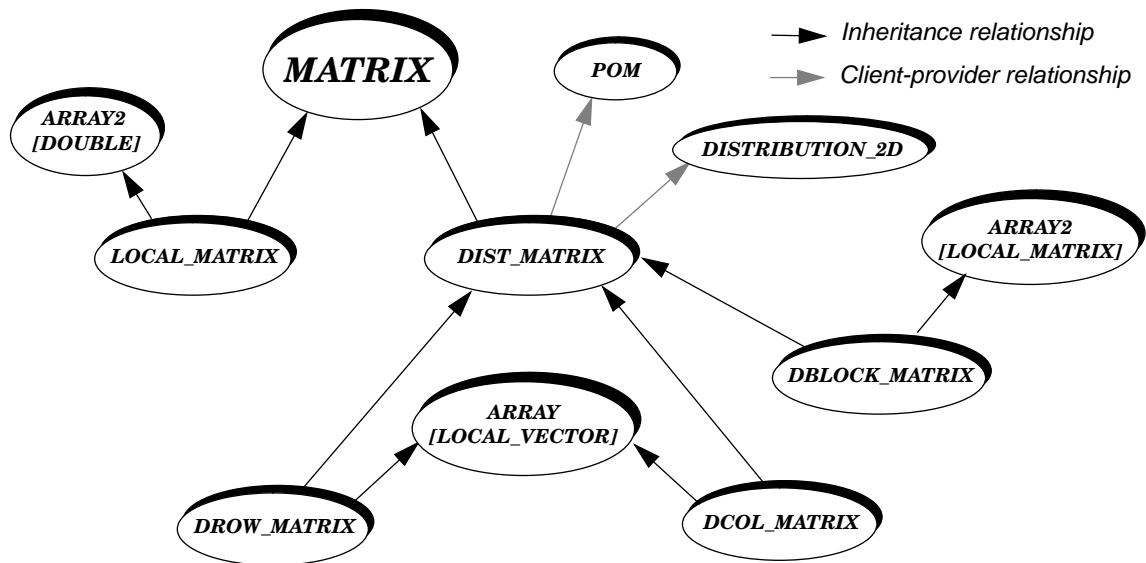 Inheritance relationship
Client-provider relationship
MATRIX
POM
ARRAY2
[DOUBLE]
DISTRIBUTION_2D
LOCAL_MATRIX
DIST_MATRIX
ARRAY2
[LOCAL_MATRIX]
DBLOCK_MATRIX
ARRAY
[LOCAL_VECTOR]
DROW_MATRIX
DCOL_MATRIX